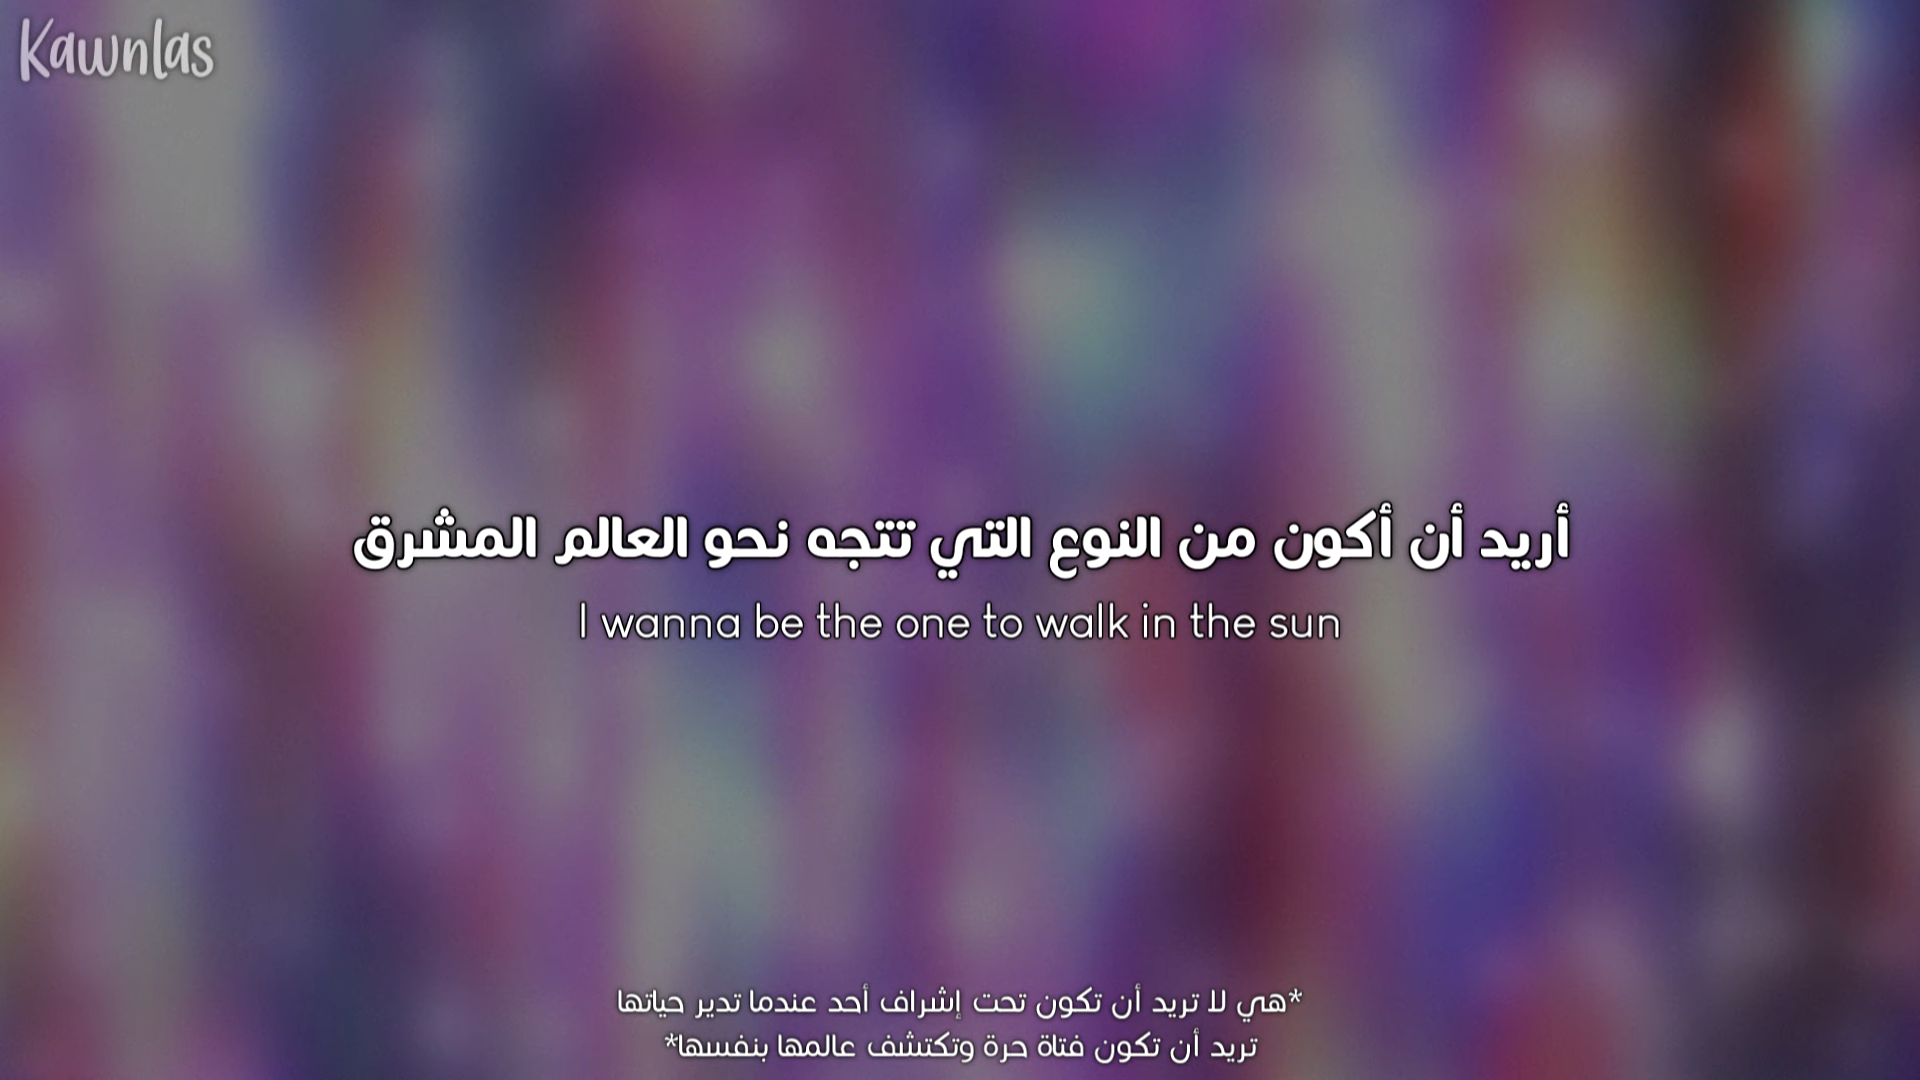 Kawnlas
أريد أن أكون من النوع التي تتجه نحو العالم المشرق
I wanna be the one to walk in the sun
*هي لا تريد أن تكون تحت إشراف أحد عندما تدير حياتها
تريد أن تكون فتاة حرة وتكتشف عالمها بنفسها*